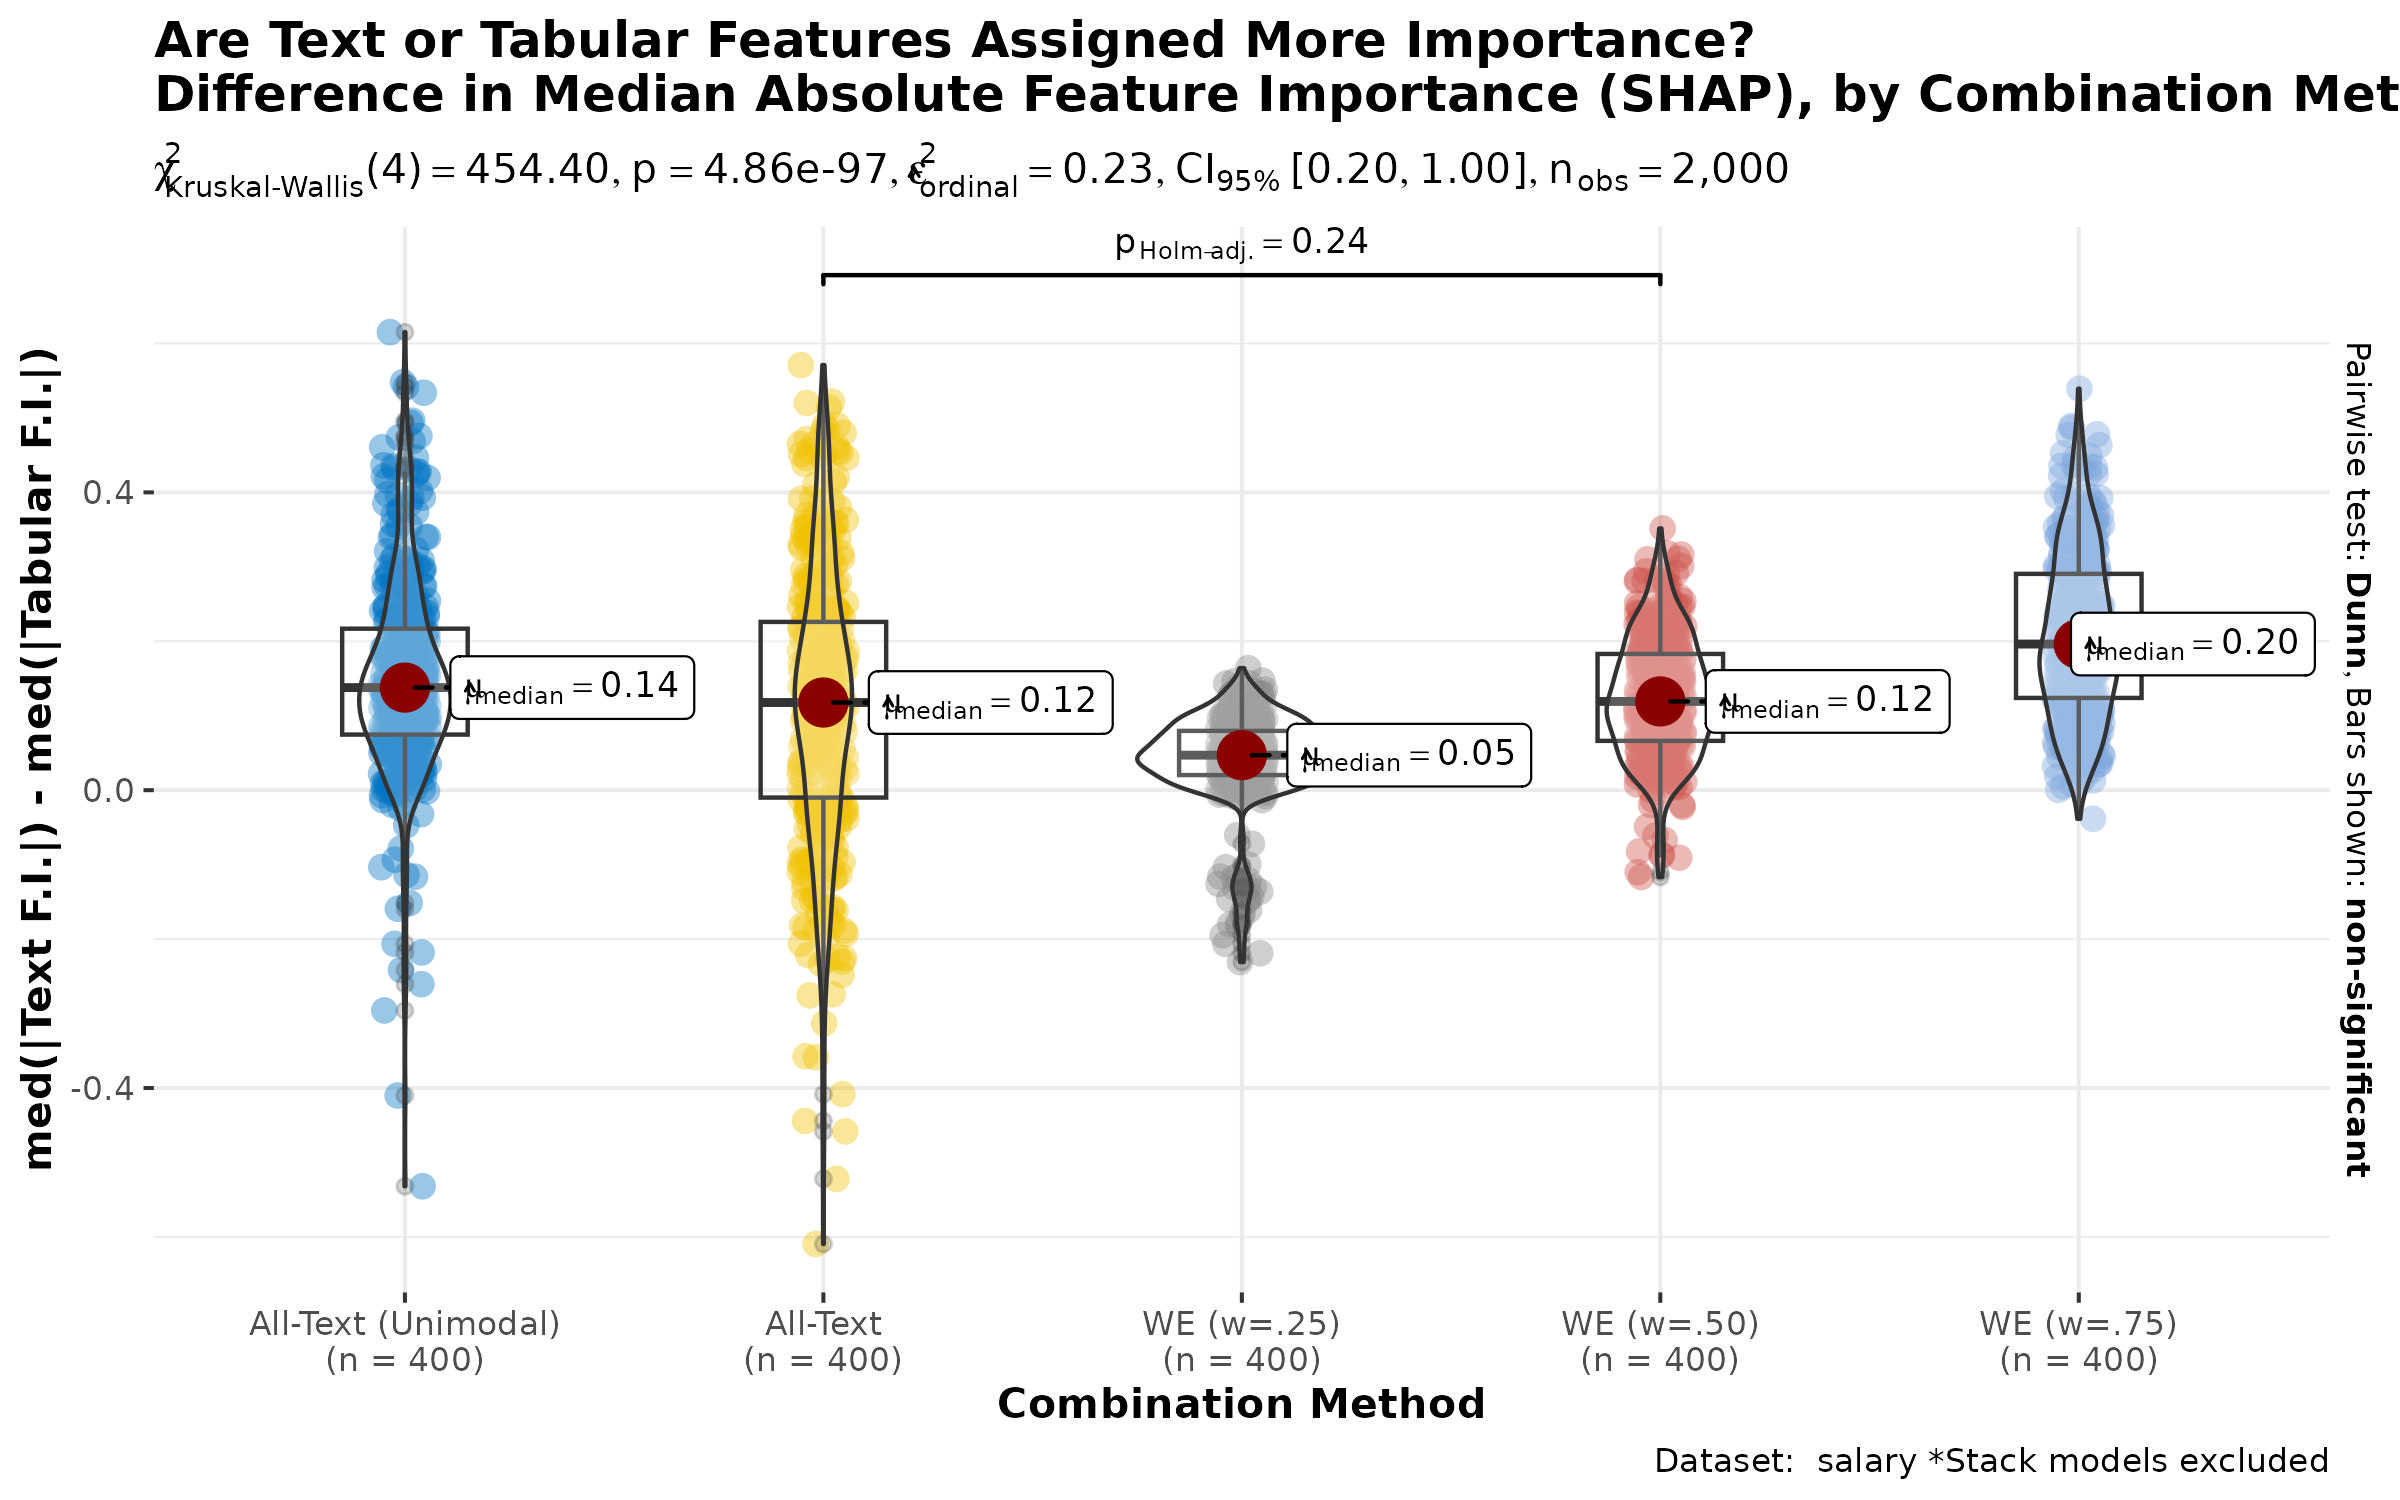 Are Text or Tabular Features Assigned More Importance?
Difference in Median Absolute Feature Importance (SHAP), by Combination Met
χ²Kruskal-Wallis(4) = 454.40, p = 4.86e-97, ε²ordinal = 0.23, CI95% [0.20, 1.00], nobs = 2,000
pHolm-adj. = 0.24
med(|Text F.I.|) - med(|Tabular F.I.|)
0.4
0.0
-0.4
μ̂median = 0.14
μ̂median = 0.12
μ̂median = 0.05
μ̂median = 0.12
μ̂median = 0.20
Pairwise test: Dunn, Bars shown: non-significant
All-Text (Unimodal)
(n = 400)
All-Text
(n = 400)
WE (w=.25)
(n = 400)
WE (w=.50)
(n = 400)
WE (w=.75)
(n = 400)
Combination Method
Dataset:  salary *Stack models excluded